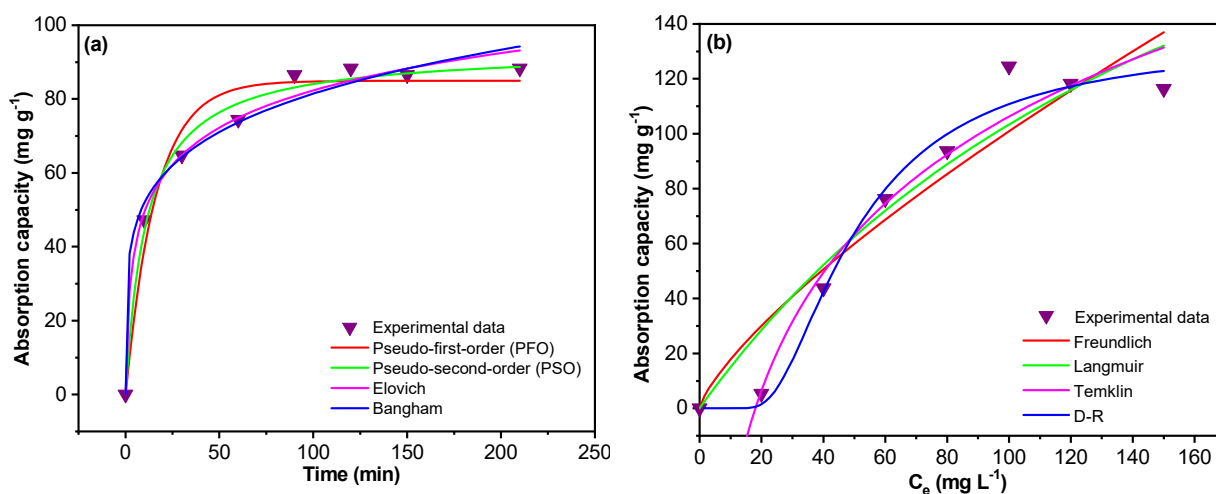 (a)
Absorption capacity (mg g⁻¹)
100
80
60
40
20
0
Experimental data
Pseudo-first-order (PFO)
Pseudo-second-order (PSO)
Elovich
Bangham
0 50 100 150 200 250
Time (min)
(b)
Absorption capacity (mg g⁻¹)
140
120
100
80
60
40
20
0
Experimental data
Freundlich
Langmuir
Temklin
D-R
0 20 40 60 80 100 120 140 160
Cₑ (mg L⁻¹)